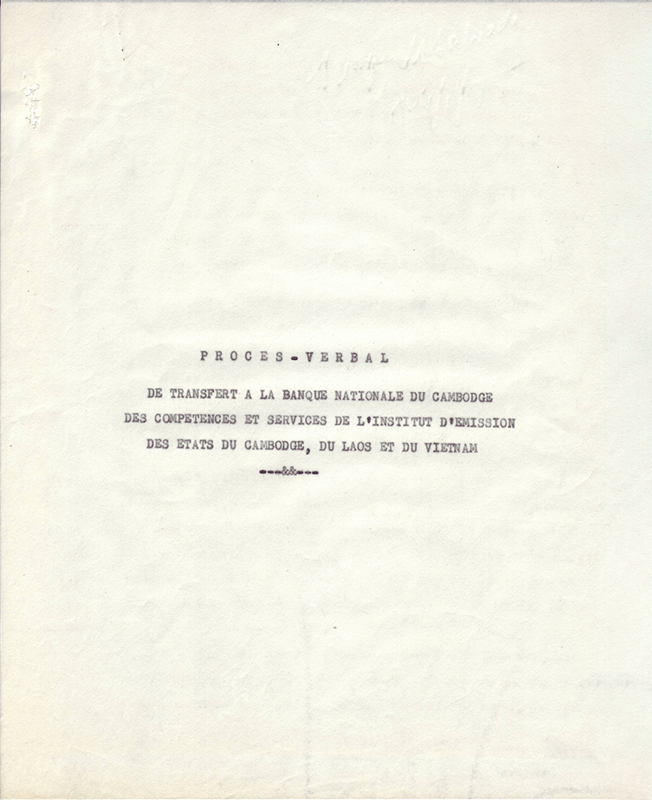 PROCES-VERBAL
DE TRANSFERT A LA BANQUE NATIONALE DU CAMBODGE
DES COMPETENCES ET SERVICES DE L'INSTITUT D'EMISSION
DES ETATS DU CAMBODGE, DU LAOS ET DU VIETNAM
---&&---